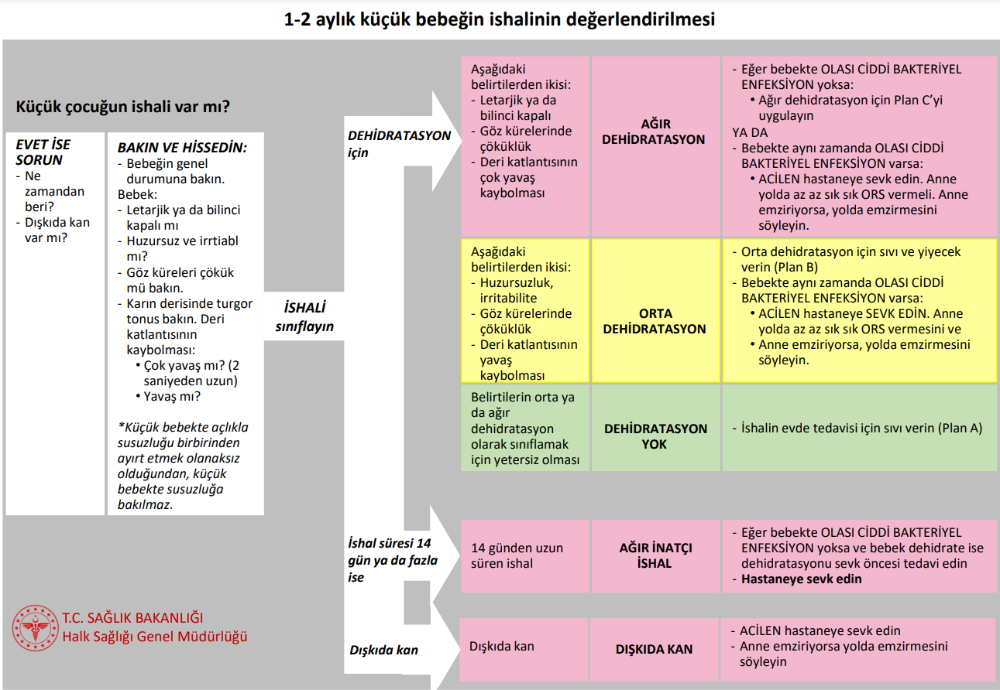 1-2 aylık küçük bebeğin ishalinin değerlendirilmesi
Küçük çocuğun ishali var mı?
EVET İSE
SORUN
- Ne
zamandan
beri?
- Dışkıda kan
var mı?
BAKIN VE HİSSEDİN:
- Bebeğin genel
durumuna bakın.
Bebek:
- Letarjik ya da bilinci
kapalı mı
- Huzursuz ve irrtiabl
mı?
- Göz küreleri çökük
mü bakın.
- Karın derisinde turgor
tonus bakın. Deri
katlantısının
kaybolması:
• Çok yavaş mı? (2
saniyeden uzun)
• Yavaş mı?
*Küçük bebekte açlıkla
susuzluğu birbirinden
ayırt etmek olanaksız
olduğundan, küçük
bebekte susuzluğa
bakılmaz.
İSHALİ
sınıflayın
DEHİDRATASYON
için
Aşağıdaki
belirtilerden ikisi:
- Letarjik ya da
bilinci kapalı
- Göz kürelerinde
çöküklük
- Deri katlantısının
çok yavaş
kaybolması
AĞIR
DEHİDRATASYON
- Eğer bebekte OLASI CİDDİ BAKTERİYEL
ENFEKSİYON yoksa:
• Ağır dehidratasyon için Plan C’yi
uygulayın
YA DA
- Bebekte aynı zamanda OLASI CİDDİ
BAKTERİYEL ENFEKSİYON varsa:
• ACİLEN hastaneye sevk edin. Anne
yolda az az sık sık ORS vermeli. Anne
emziriyorsa, yolda emzirmesini
söyleyin.
Aşağıdaki
belirtilerden ikisi:
- Huzursuzluk,
irritabilite
- Göz kürelerinde
çöküklük
- Deri katlantısının
yavaş
kaybolması
ORTA
DEHİDRATASYON
- Orta dehidratasyon için sıvı ve yiyecek
verin (Plan B)
- Bebekte aynı zamanda OLASI CİDDİ
BAKTERİYEL ENFEKSİYON varsa:
• ACİLEN hastaneye SEVK EDİN. Anne
yolda az az sık sık ORS vermesini ve
• Anne emziriyorsa, yolda emzirmesini
söyleyin.
Belirtilerin orta ya
da ağır
dehidratasyon
olarak sınıflamak
için yetersiz olması
DEHİDRATASYON
YOK
- İshalin evde tedavisi için sıvı verin (Plan A)
İshal süresi 14
gün ya da fazla
ise
14 günden uzun
süren ishal
AĞIR İNATÇI
İSHAL
- Eğer bebekte OLASI CİDDİ BAKTERİYEL
ENFEKSİYON yoksa ve bebek dehidrate ise
dehidratasyonu sevk öncesi tedavi edin
- Hastaneye sevk edin
Dışkıda kan
Dışkıda kan
DIŞKIDA KAN
- ACİLEN hastaneye sevk edin
- Anne emziriyorsa yolda emzirmesini
söyleyin
T.C. SAĞLIK BAKANLIĞI
Halk Sağlığı Genel Müdürlüğü